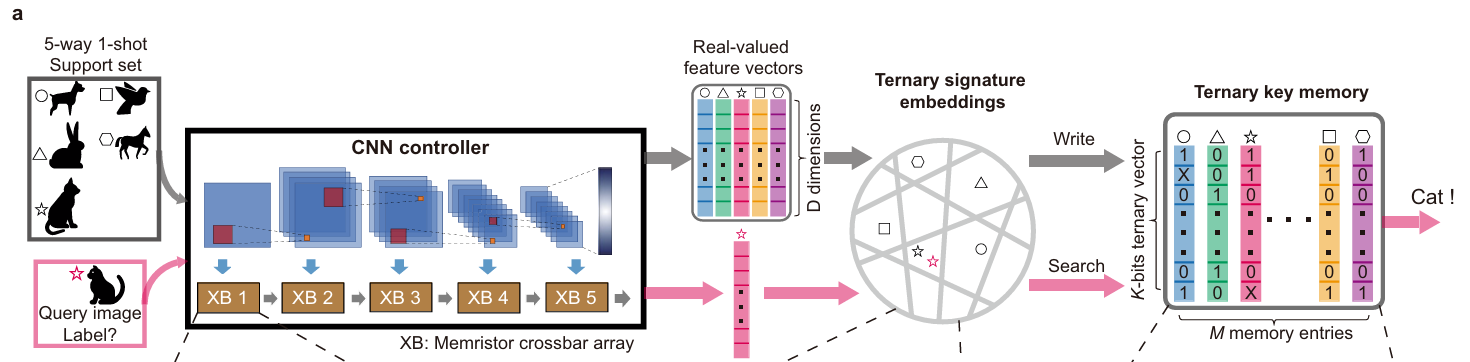 a
5-way 1-shot
Support set
Query image
Label?
CNN controller
XB 1
XB 2
XB 3
XB 4
XB 5
XB: Memristor crossbar array
Real-valued
feature vectors
D dimensions
Ternary signature
embeddings
Write
Search
Ternary key memory
K-bits ternary vector
1 0 1 0 1
X 0 1 1 0
0 1 0 0 0
0 1 0 0 0
1 0 X 1 1
M memory entries
Cat !